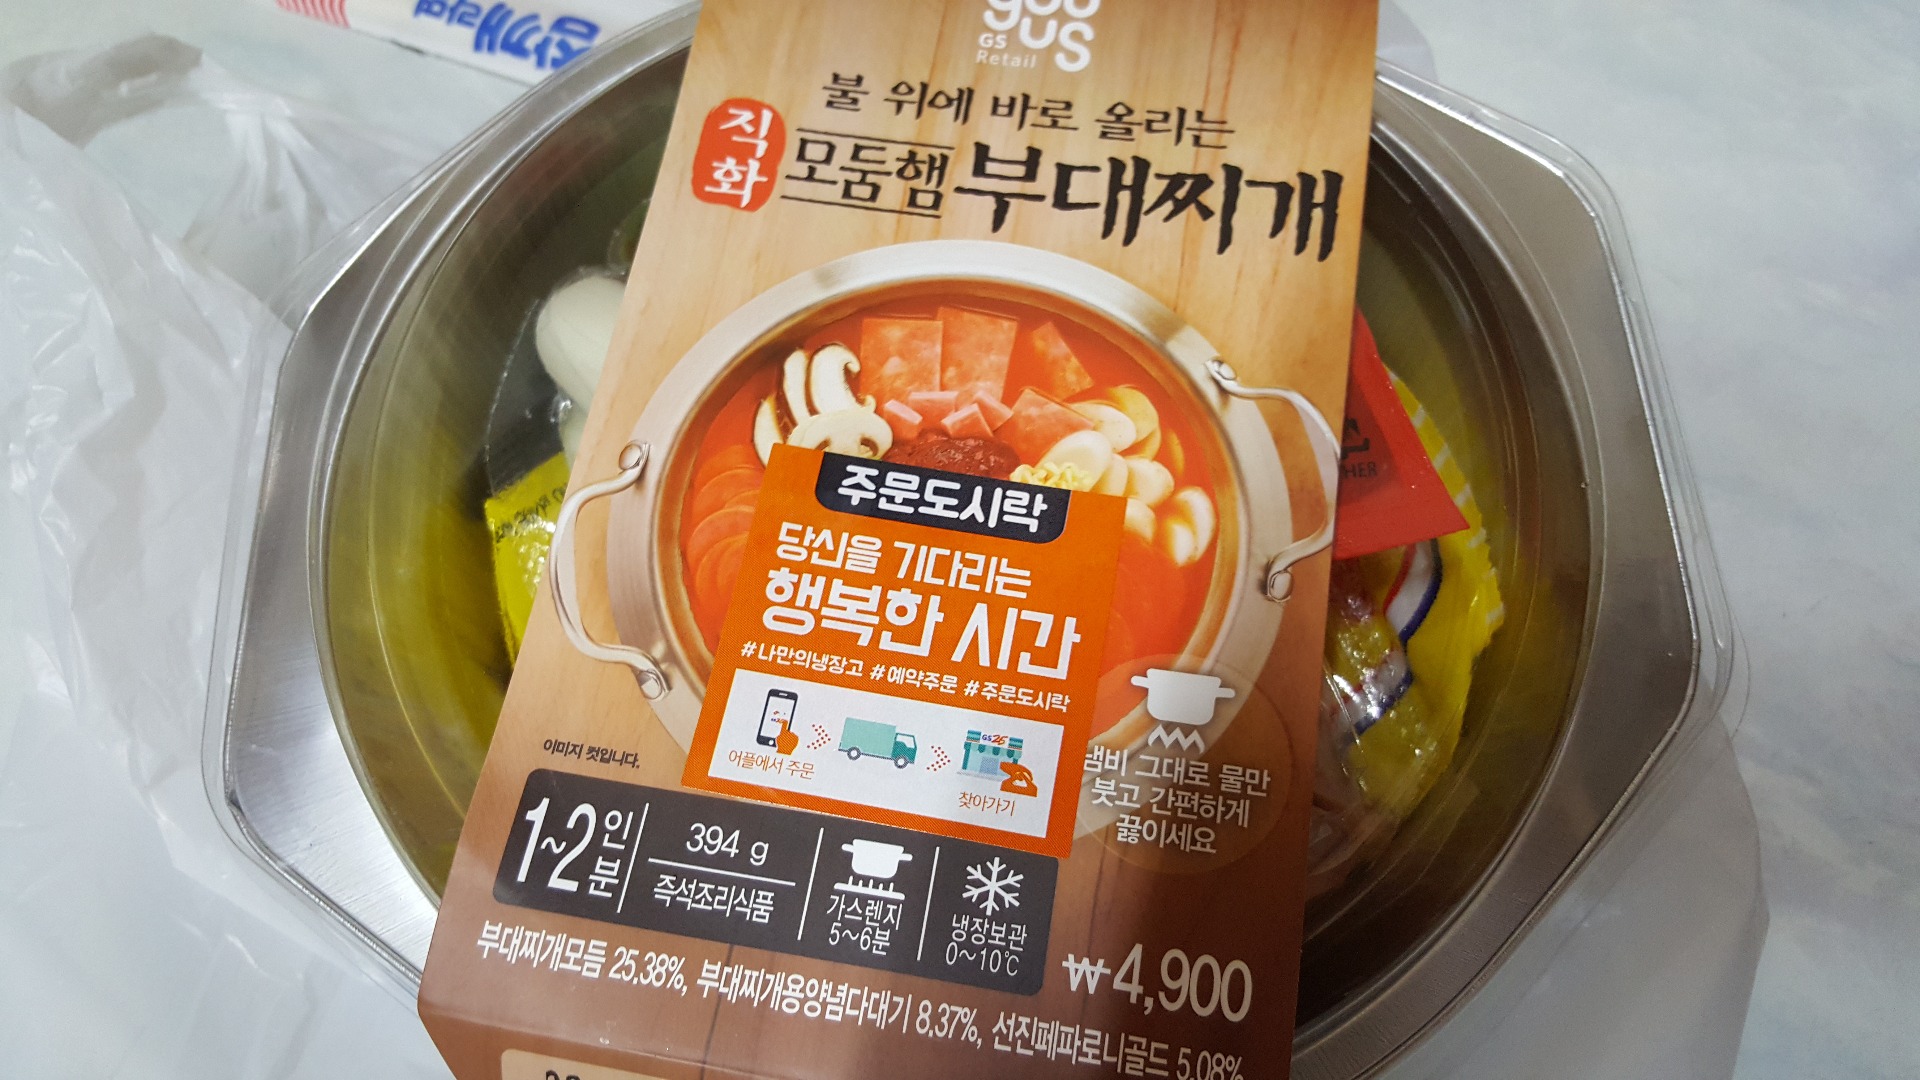 참깨라면
you
us
GS
Retail
불 위에 바로 올리는
직화
모둠햄 부대찌개
주문도시락
당신을 기다리는
행복한 시간
#나만의냉장고 #예약주문 #주문도시락
GS25
어플에서 주문
찾아가기
이미지 컷입니다.
냄비 그대로 물만
붓고 간편하게
끓이세요
1~2인분
394 g
즉석조리식품
가스렌지
5~6분
냉장보관
0~10℃
₩4,900
부대찌개모듬 25.38%, 부대찌개용양념다대기 8.37%, 선진페파로니골드 5.08%